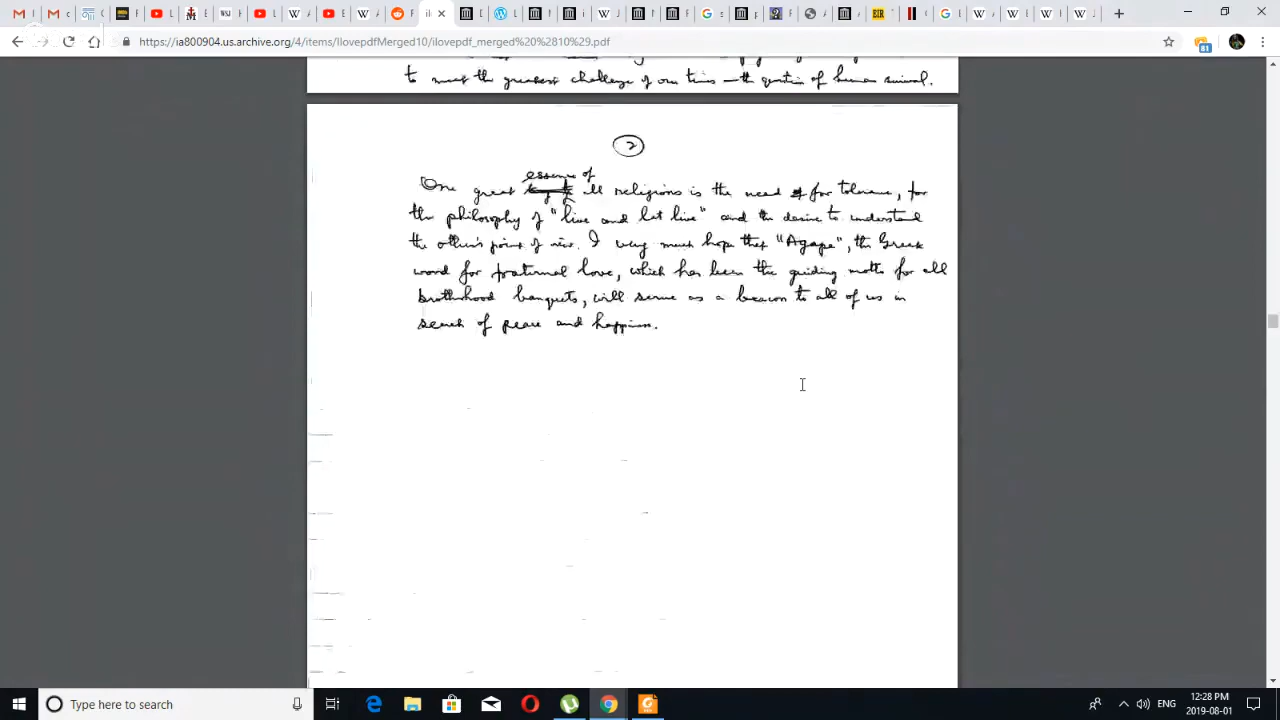 https://ia800904.us.archive.org/4/items/IlovepdfMerged10/ilovepdf_merged%20%2810%29.pdf
81
to meet the greatest challenge of our times — the question of human survival.
2
essence of
One great all religions is the need for tolerance, for
the philosophy of "live and let live" and the desire to understand
the other's point of view. I very much hope that "Agape", the Greek
word for fraternal love, which has been the guiding motto for all
brotherhood banquets, will serve as a beacon to all of us in
search of peace and happiness.
Type here to search
ENG
12:28 PM
2019-08-01